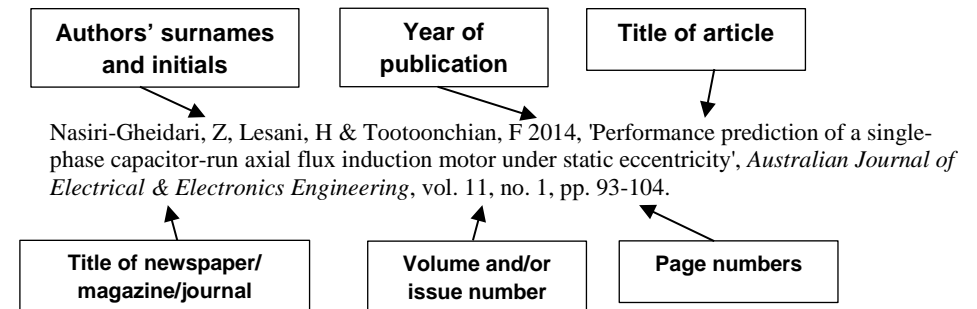 Authors' surnames
and initials
Year of
publication
Title of article
Nasiri-Gheidari, Z, Lesani, H & Tootoonchian, F 2014, 'Performance prediction of a single-
phase capacitor-run axial flux induction motor under static eccentricity', Australian Journal of
Electrical & Electronics Engineering, vol. 11, no. 1, pp. 93-104.
Title of newspaper/
magazine/journal
Volume and/or
issue number
Page numbers